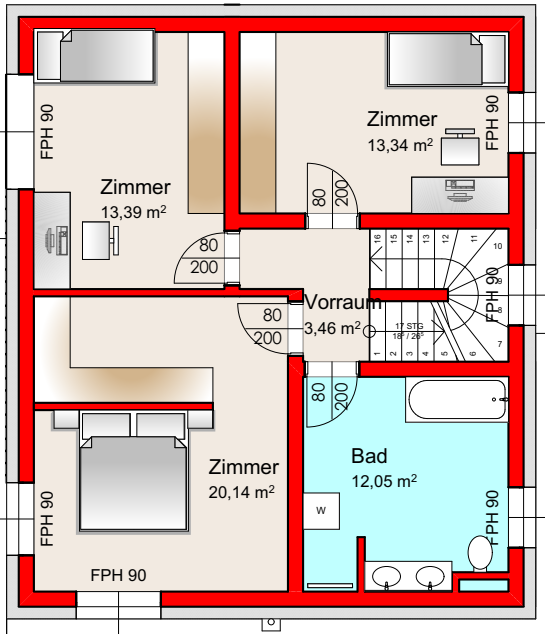 FPH 90
Zimmer
13,39 m²
Zimmer
13,34 m²
FPH 90
80
200
80
200
16
15
14
13
12
11
10
9
8
7
FPH 90
Vorraum
3,46 m²
80
200
17 STG
1
2
3
4
5
6
80
200
Zimmer
20,14 m²
FPH 90
FPH 90
Bad
12,05 m²
W
FPH 90